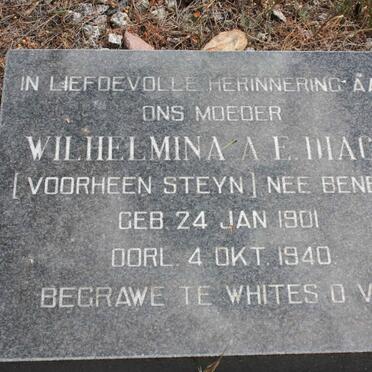 IN LIEFDEVOLLE HERINNERING
ONS MOEDER
WILHELMINA A.E.
[VOORHEEN STEYN] NEE
GEB. 24 JAN 1901
OORL. 4 OKT. 1940.
BEGRAWE TE WHITES O V